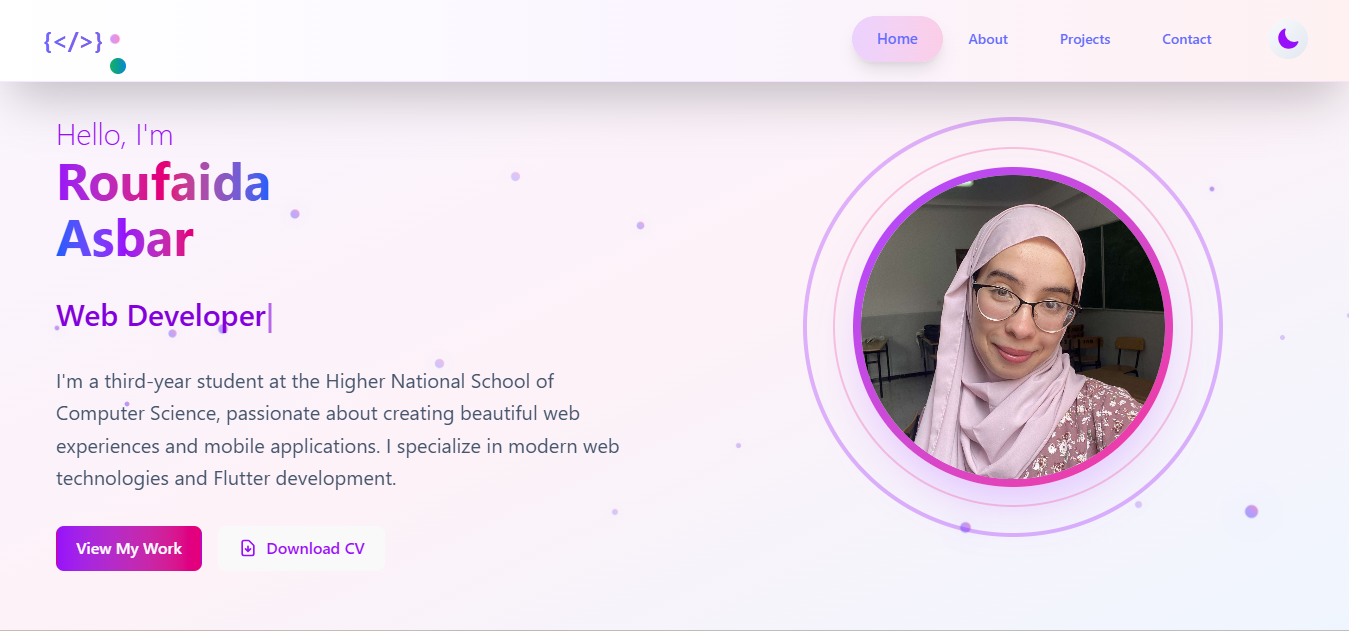 {</>}
Home
About
Projects
Contact
Hello, I'm
Roufaida
Asbar
Web Developer|
I'm a third-year student at the Higher National School of
Computer Science, passionate about creating beautiful web
experiences and mobile applications. I specialize in modern web
technologies and Flutter development.
View My Work
Download CV